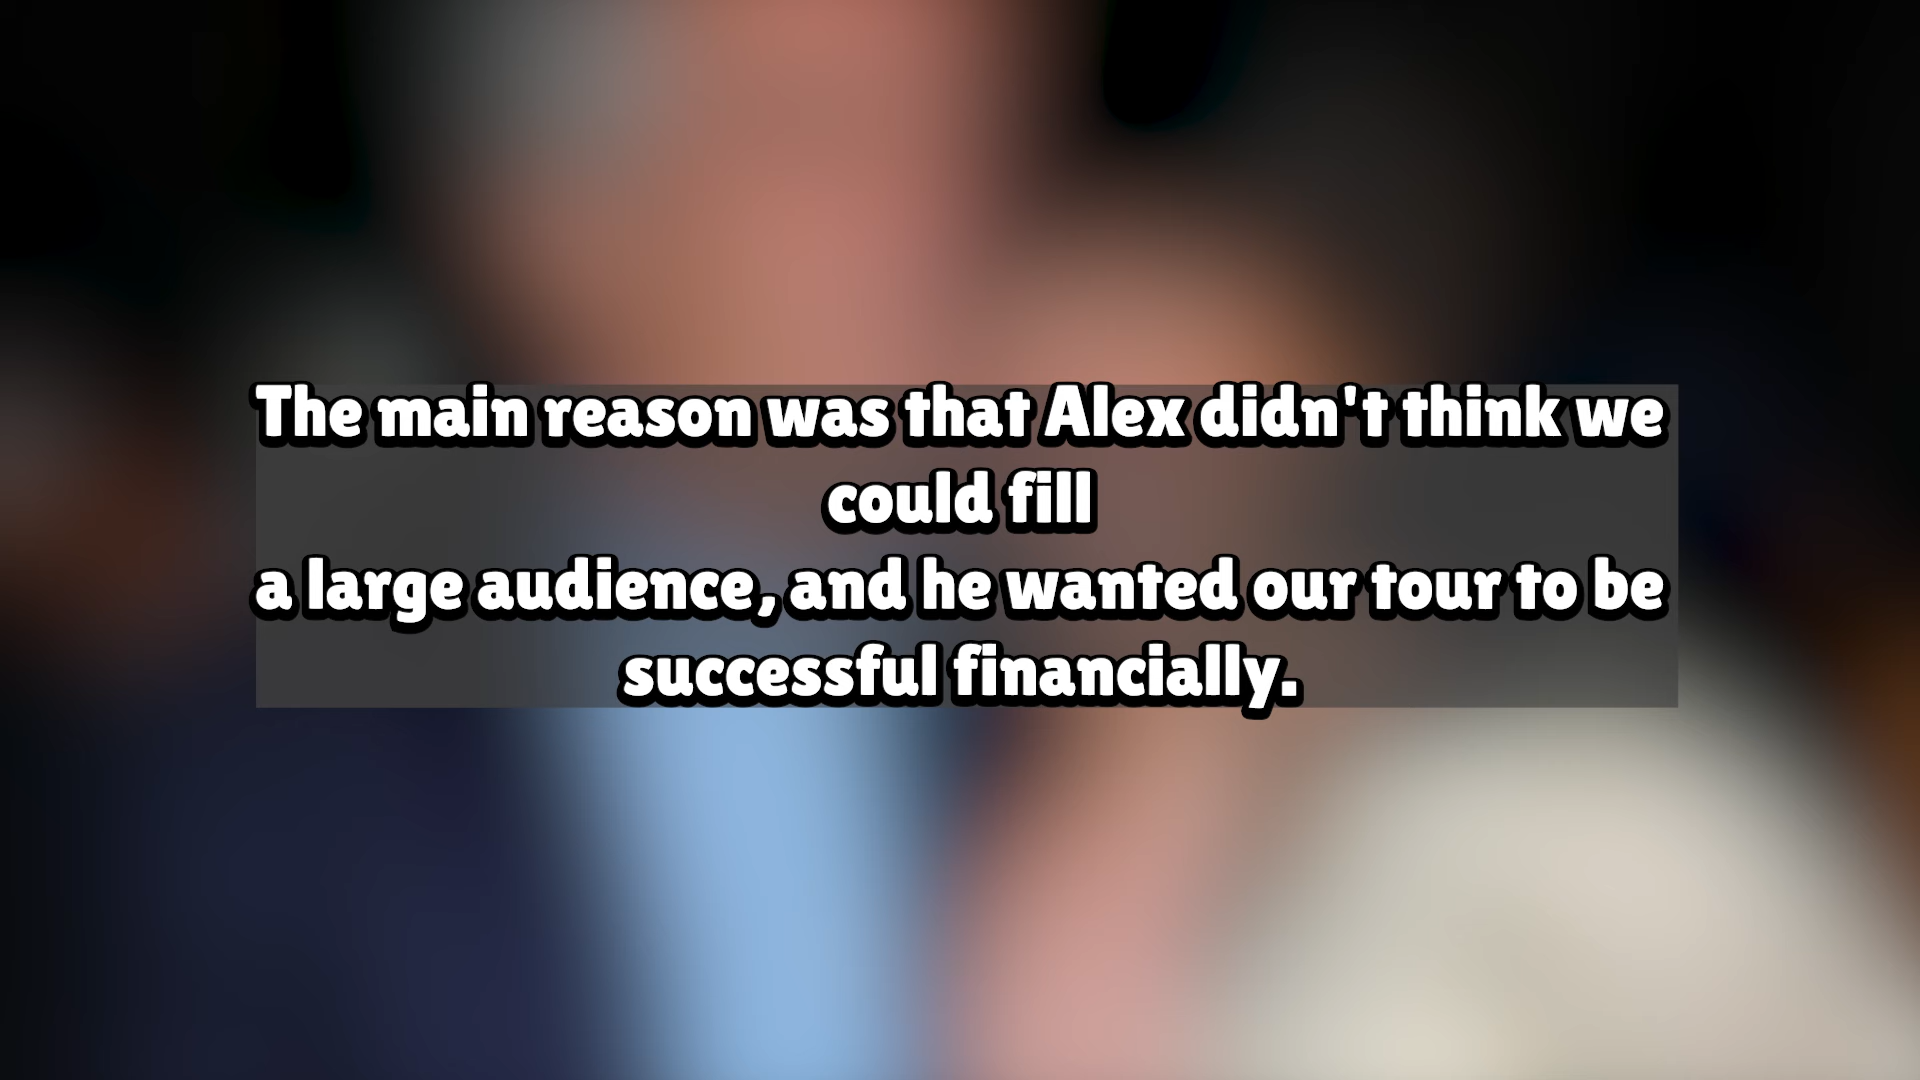 The main reason was that Alex didn't think we
could fill
a large audience, and he wanted our tour to be
successful financially.